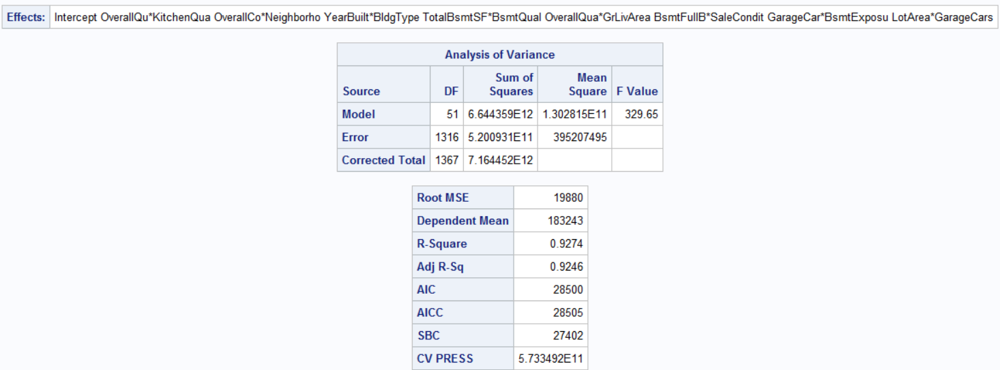 Effects: Intercept OverallQu*KitchenQua OverallCo*Neighborho YearBuilt*BldgType TotalBsmtSF*BsmtQual OverallQua*GrLivArea BsmtFullB*SaleCondit GarageCar*BsmtExposu LotArea*GarageCars
Analysis of Variance
Source DF Sum of Squares Mean Square F Value
Model 51 6.644359E12 1.302815E11 329.65
Error 1316 5.200931E11 395207495
Corrected Total 1367 7.164452E12
Root MSE 19880
Dependent Mean 183243
R-Square 0.9274
Adj R-Sq 0.9246
AIC 28500
AICC 28505
SBC 27402
CV PRESS 5.733492E11